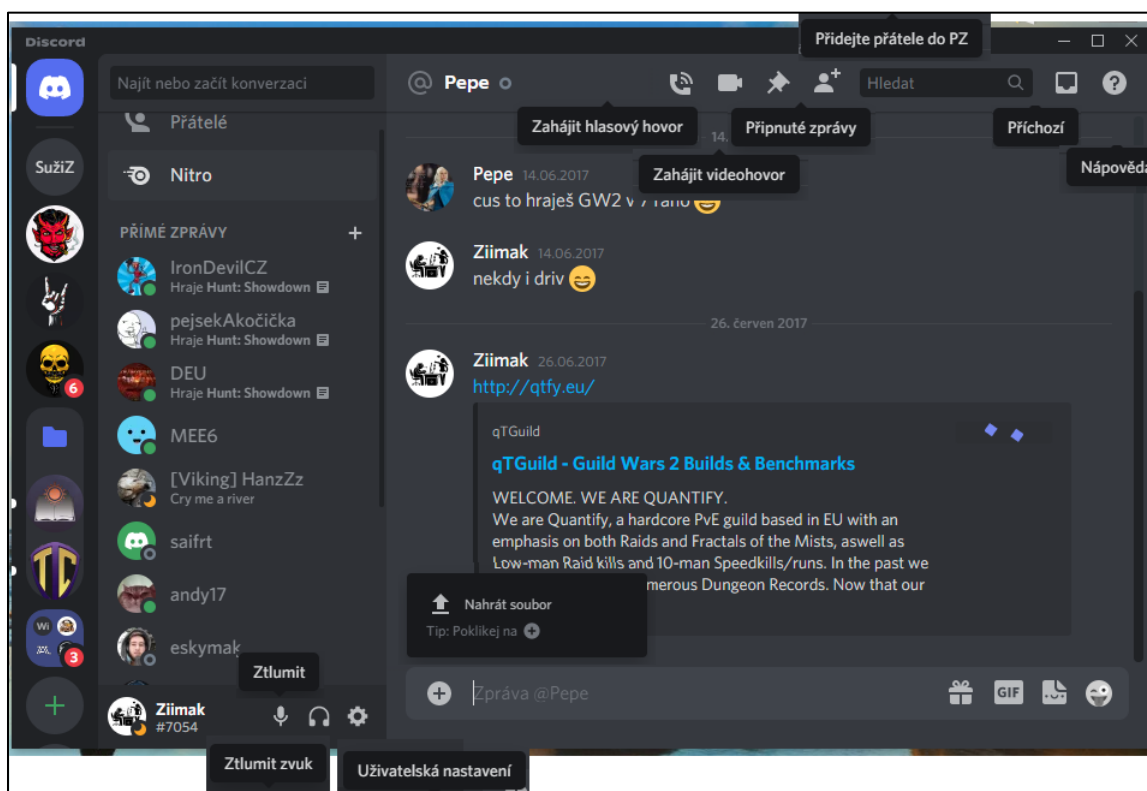 Discord
Přidejte přátele do PZ
Najít nebo začít konverzaci
Pepe
Hledat
Zahájit hlasový hovor
Připnuté zprávy
Příchozí
Přátelé
14.
Zahájit videohovor
Nápověda
SužiZ
Nitro
Pepe 14.06.2017
cus to hraješ GW2 v 7 ráno
PŘÍMÉ ZPRÁVY
IronDevilCZ
Hraje Hunt: Showdown
Ziimak 14.06.2017
nekdy i driv
pejsekAkočička
Hraje Hunt: Showdown
26. červen 2017
DEU
Hraje Hunt: Showdown
6
Ziimak 26.06.2017
http://qtfy.eu/
MEE6
qTGuild
qTGuild - Guild Wars 2 Builds & Benchmarks
[Viking] HanzZz
Cry me a river
WELCOME. WE ARE QUANTIFY.
We are Quantify, a hardcore PvE guild based in EU with an
emphasis on both Raids and Fractals of the Mists, aswell as
Low-man Raid kills and 10-man Speedkills/runs. In the past we
merous Dungeon Records. Now that our
saifrt
TC
andy17
Nahrát soubor
Tip: Poklikej na
Wi
3
eskymak
Ztlumit
Ziimak
#7054
Zpráva @Pepe
GIF
Ztlumit zvuk
Uživatelská nastavení